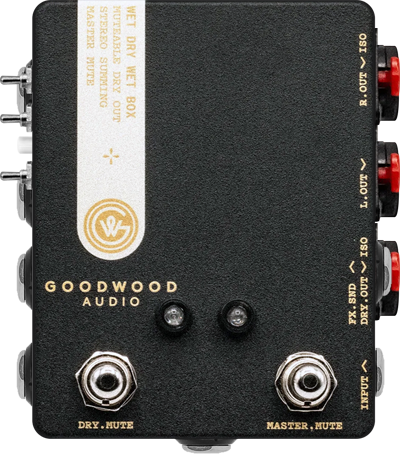 WET DRY WET BOX
MUTEABLE DRY OUT
STEREO SUMMING
MASTER MUTE
GW
GOODWOOD
AUDIO
R.OUT > ISO
L.OUT >
FX.SND <
DRY.OUT > ISO
INPUT <
DRY.MUTE
MASTER.MUTE